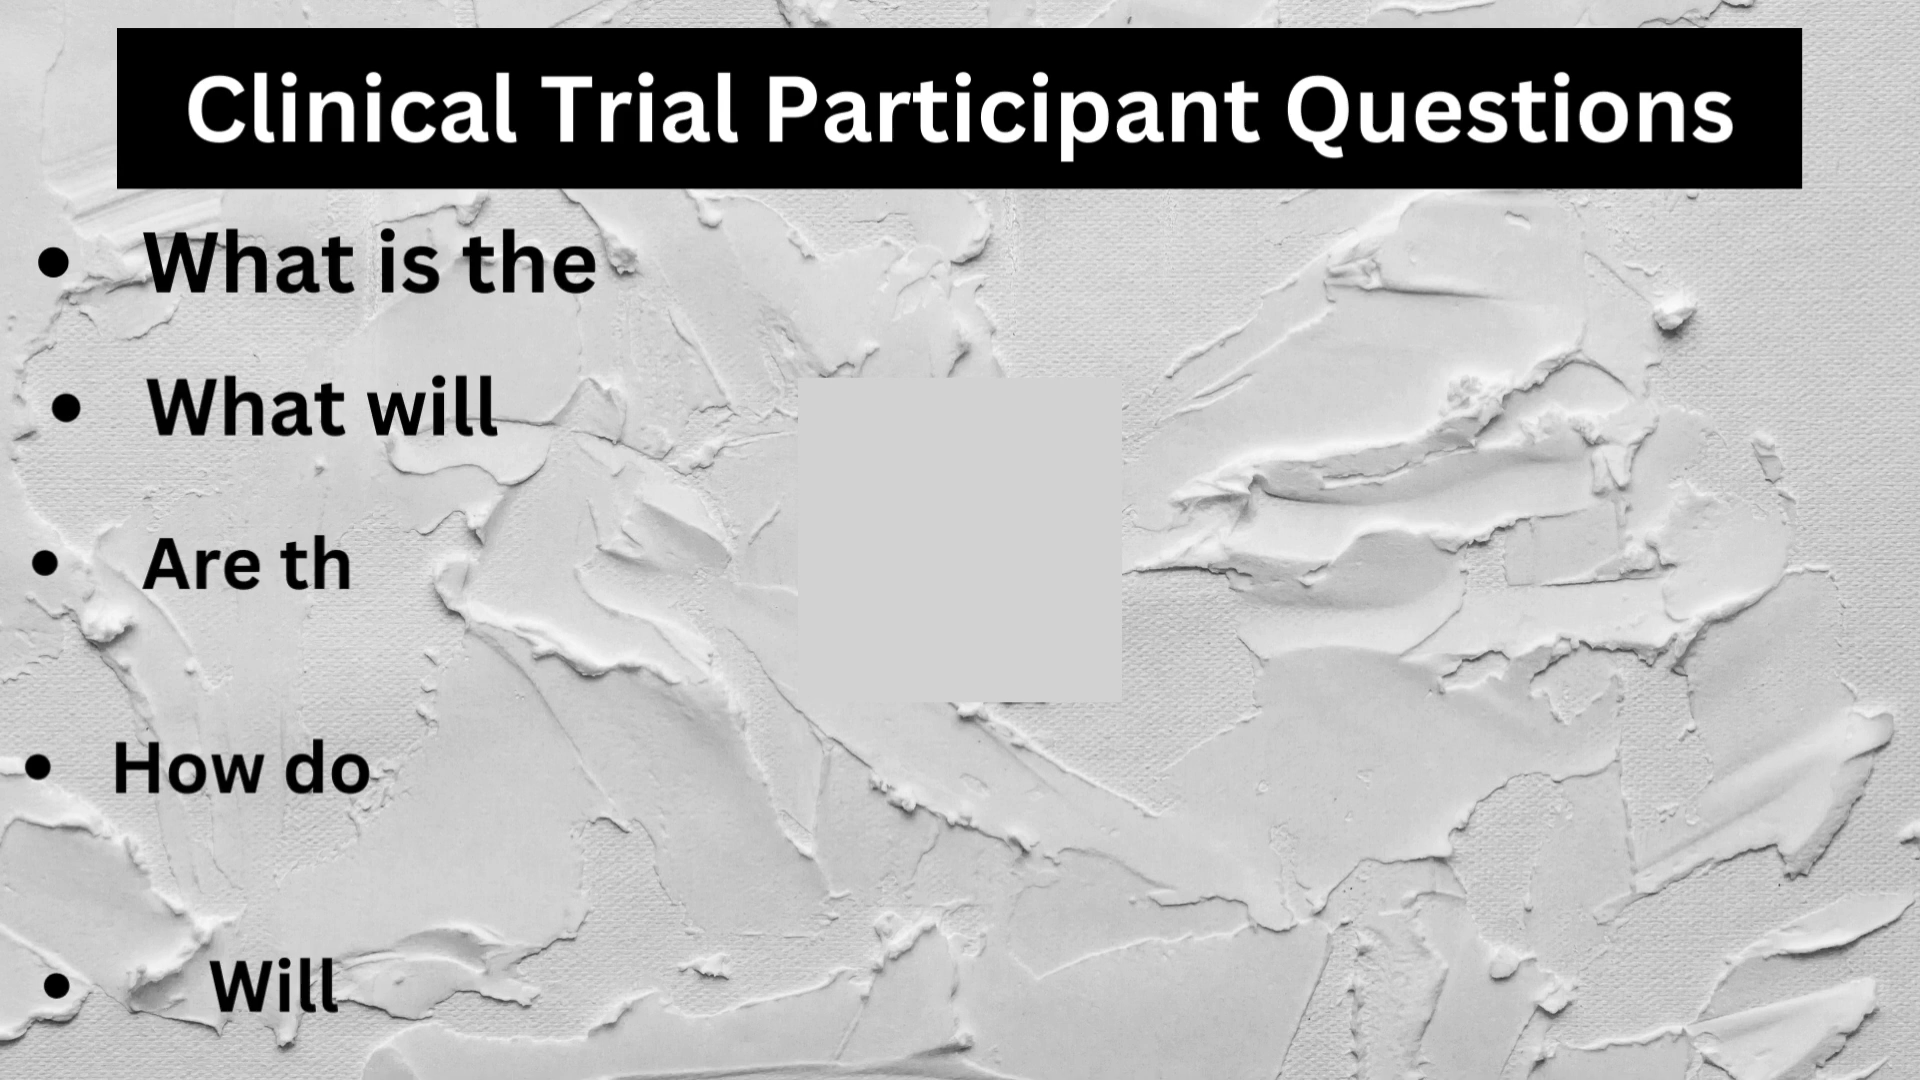 Clinical Trial Participant Questions
• What is the
• What will
• Are th
• How do
• Will